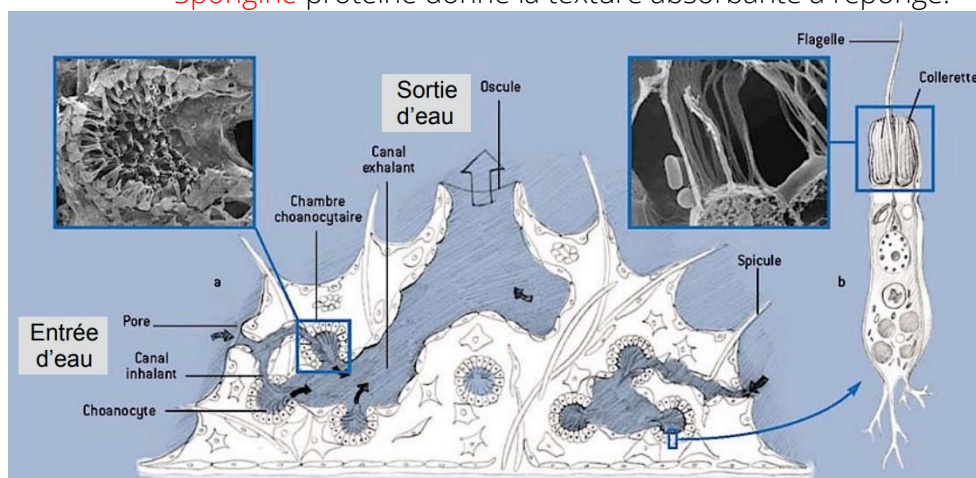 Spongine protéine donne la texture absorbante à l'éponge.
Flagelle
Collerette
Sortie
d'eau
Oscule
Canal
exhalant
Chambre
choanocytaire
a
Spicule
b
Entrée
d'eau
Pore
Canal
inhalant
Choanocyte